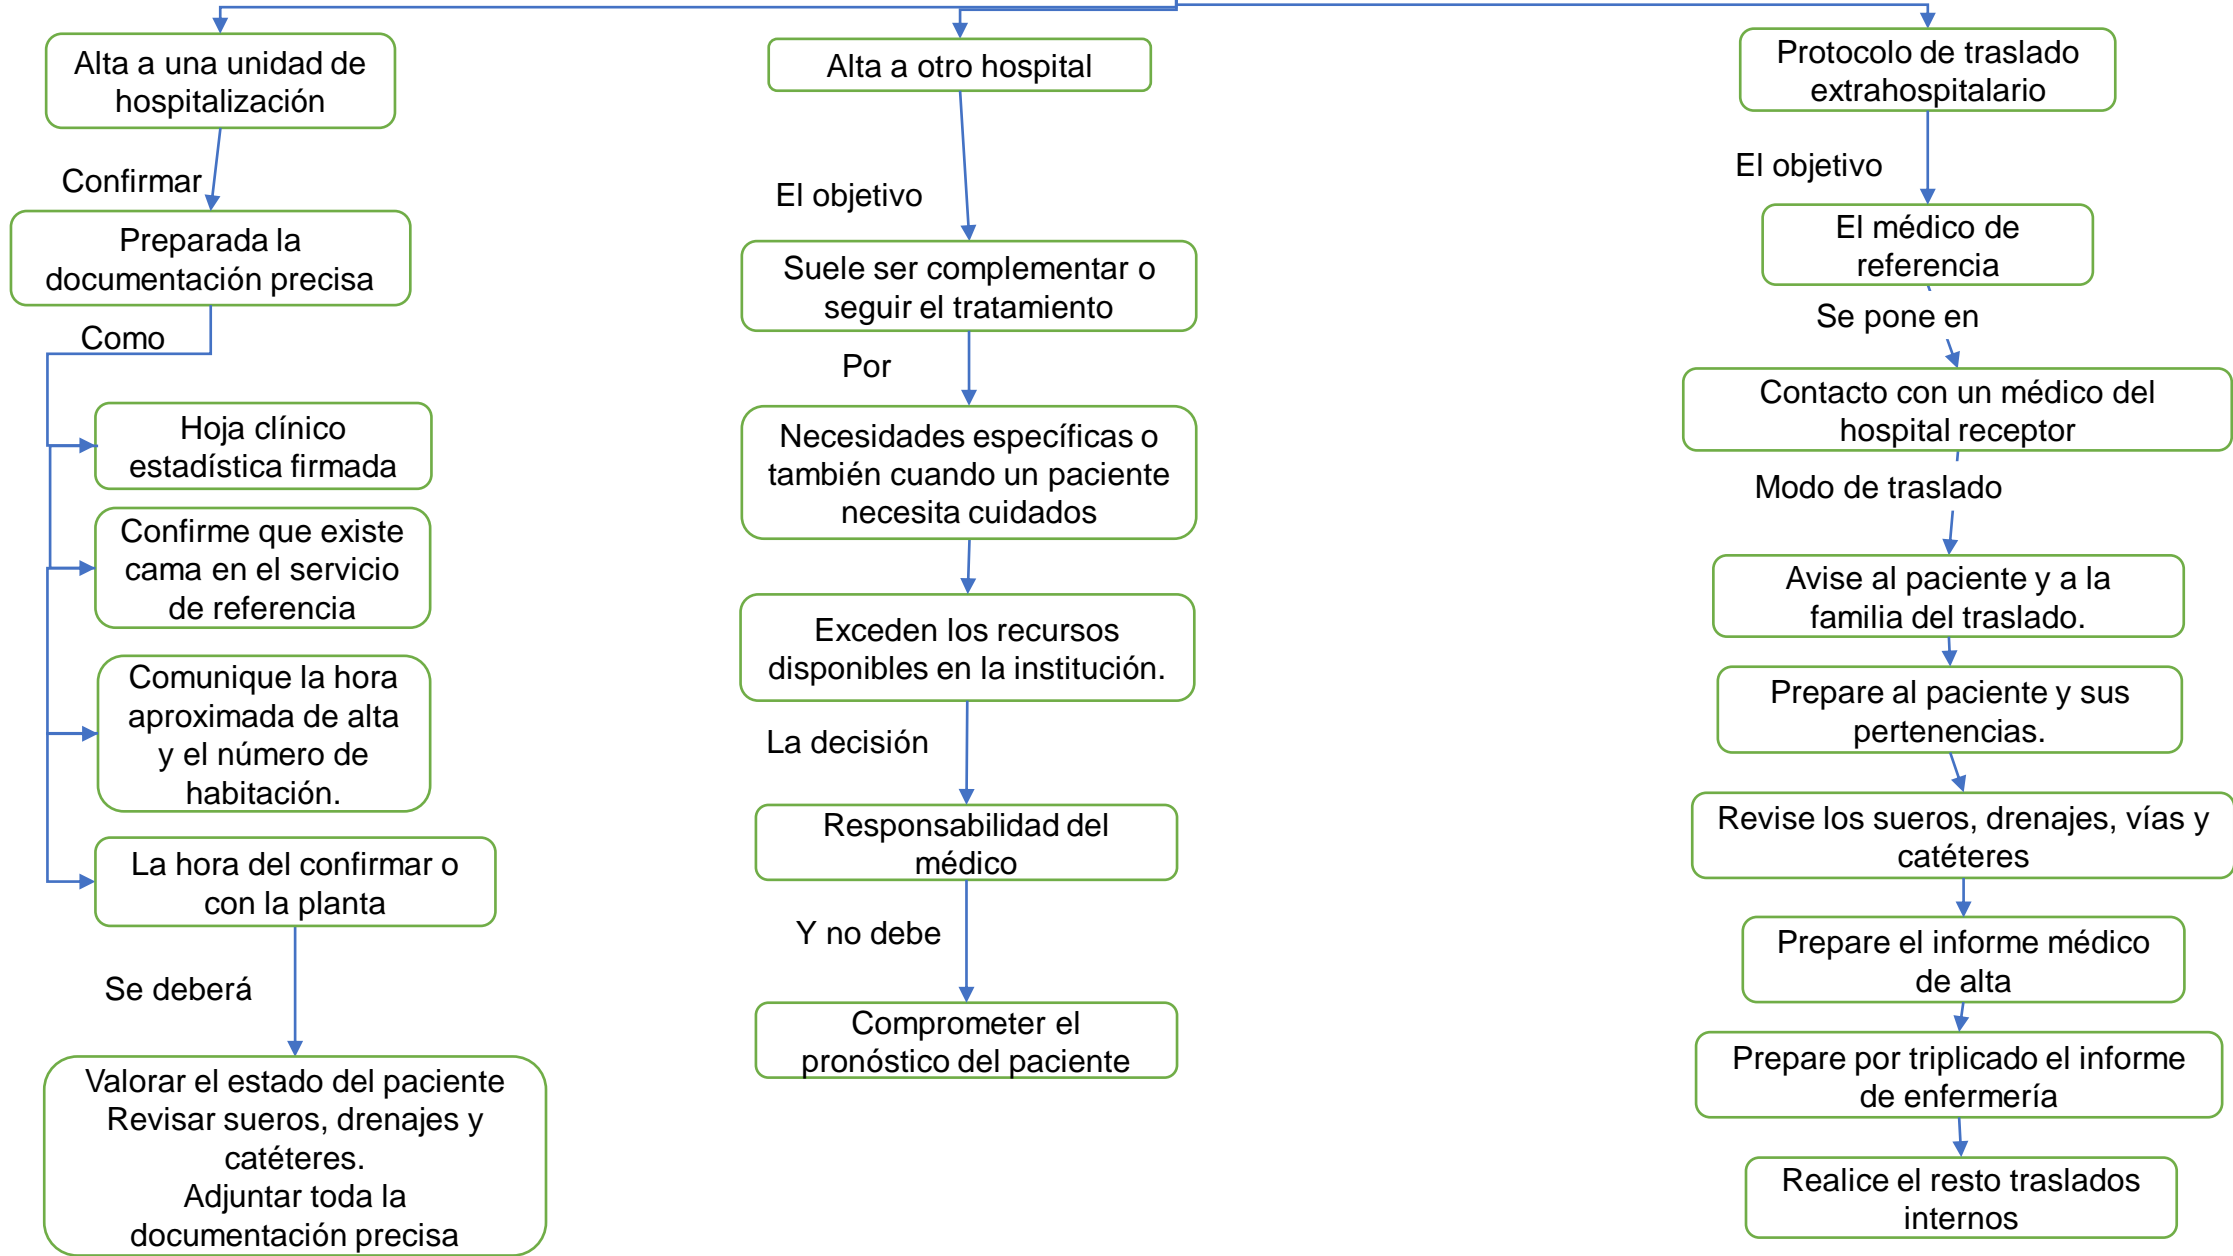 Alta a una unidad de
hospitalización
Confirmar
Preparada la
documentación precisa
Como
Hoja clínico
estadística firmada
Confirme que existe
cama en el servicio
de referencia
Comunique la hora
aproximada de alta
y el número de
habitación.
La hora del confirmar o
con la planta
Se deberá
Valorar el estado del paciente
Revisar sueros, drenajes y
catéteres.
Adjuntar toda la
documentación precisa
Alta a otro hospital
El objetivo
Suele ser complementar o
seguir el tratamiento
Por
Necesidades específicas o
también cuando un paciente
necesita cuidados
Exceden los recursos
disponibles en la institución.
La decisión
Responsabilidad del
médico
Y no debe
Comprometer el
pronóstico del paciente
Protocolo de traslado
extrahospitalario
El objetivo
El médico de
referencia
Se pone en
Contacto con un médico del
hospital receptor
Modo de traslado
Avise al paciente y a la
familia del traslado.
Prepare al paciente y sus
pertenencias.
Revise los sueros, drenajes, vías y
catéteres
Prepare el informe médico
de alta
Prepare por triplicado el informe
de enfermería
Realice el resto traslados
internos